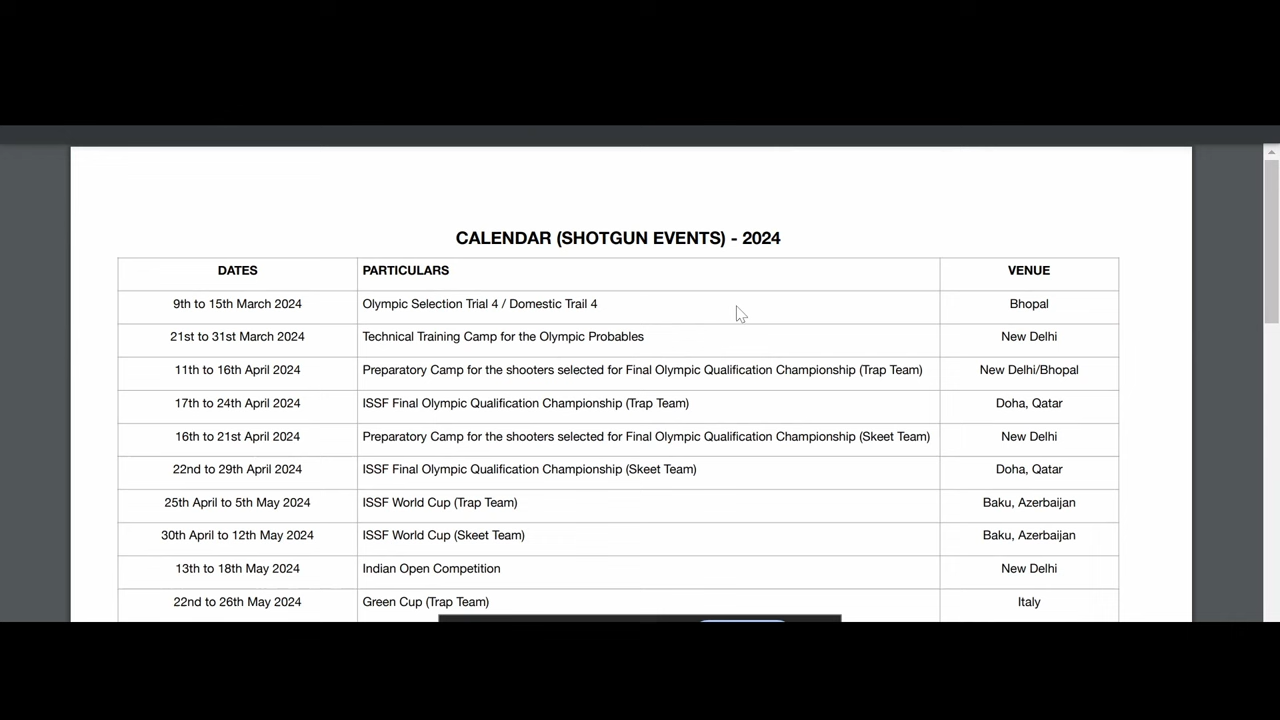 CALENDAR (SHOTGUN EVENTS) - 2024
DATES PARTICULARS VENUE
9th to 15th March 2024 Olympic Selection Trial 4 / Domestic Trail 4 Bhopal
21st to 31st March 2024 Technical Training Camp for the Olympic Probables New Delhi
11th to 16th April 2024 Preparatory Camp for the shooters selected for Final Olympic Qualification Championship (Trap Team) New Delhi/Bhopal
17th to 24th April 2024 ISSF Final Olympic Qualification Championship (Trap Team) Doha, Qatar
16th to 21st April 2024 Preparatory Camp for the shooters selected for Final Olympic Qualification Championship (Skeet Team) New Delhi
22nd to 29th April 2024 ISSF Final Olympic Qualification Championship (Skeet Team) Doha, Qatar
25th April to 5th May 2024 ISSF World Cup (Trap Team) Baku, Azerbaijan
30th April to 12th May 2024 ISSF World Cup (Skeet Team) Baku, Azerbaijan
13th to 18th May 2024 Indian Open Competition New Delhi
22nd to 26th May 2024 Green Cup (Trap Team) Italy